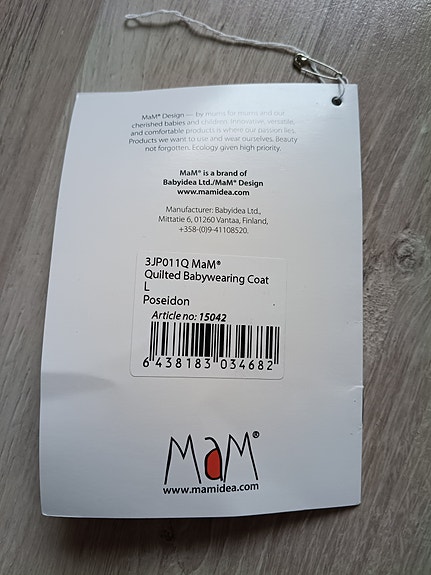 MaM® Design — by mums for mums and our
cherished babies and children. Innovative, versatile,
and comfortable products is where our passion lies.
Products we want to use and wear ourselves. Beauty
not forgotten. Ecology given high priority.
MaM® is a brand of
Babyidea Ltd./MaM® Design
www.mamidea.com
Manufacturer: Babyidea Ltd.,
Mittatie 6, 01260 Vantaa, Finland,
+358-(0)9-41108520.
3JP011Q MaM®
Quilted Babywearing Coat
L
Poseidon
Article no: 15042
6 438183 034682
MaM®
www.mamidea.com